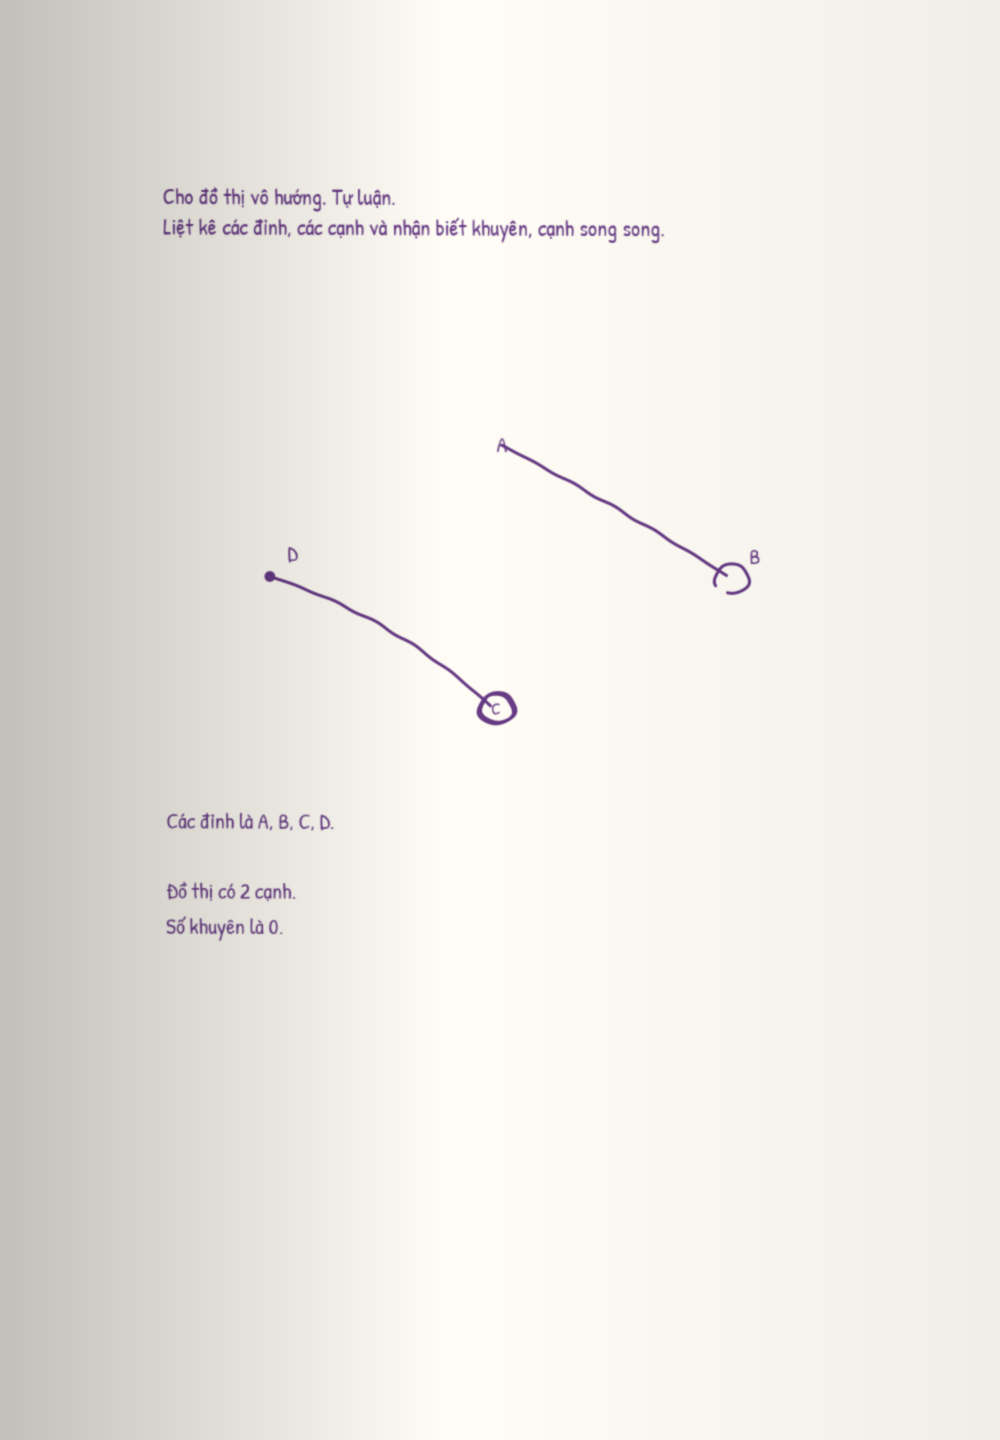 Cho đồ thị vô hướng. Tự luận.
Liệt kê các đỉnh, các cạnh và nhận biết khuyên, cạnh song song.
A
D
B
C
Các đỉnh là A, B, C, D.
Đồ thị có 2 cạnh.
Số khuyên là 0.